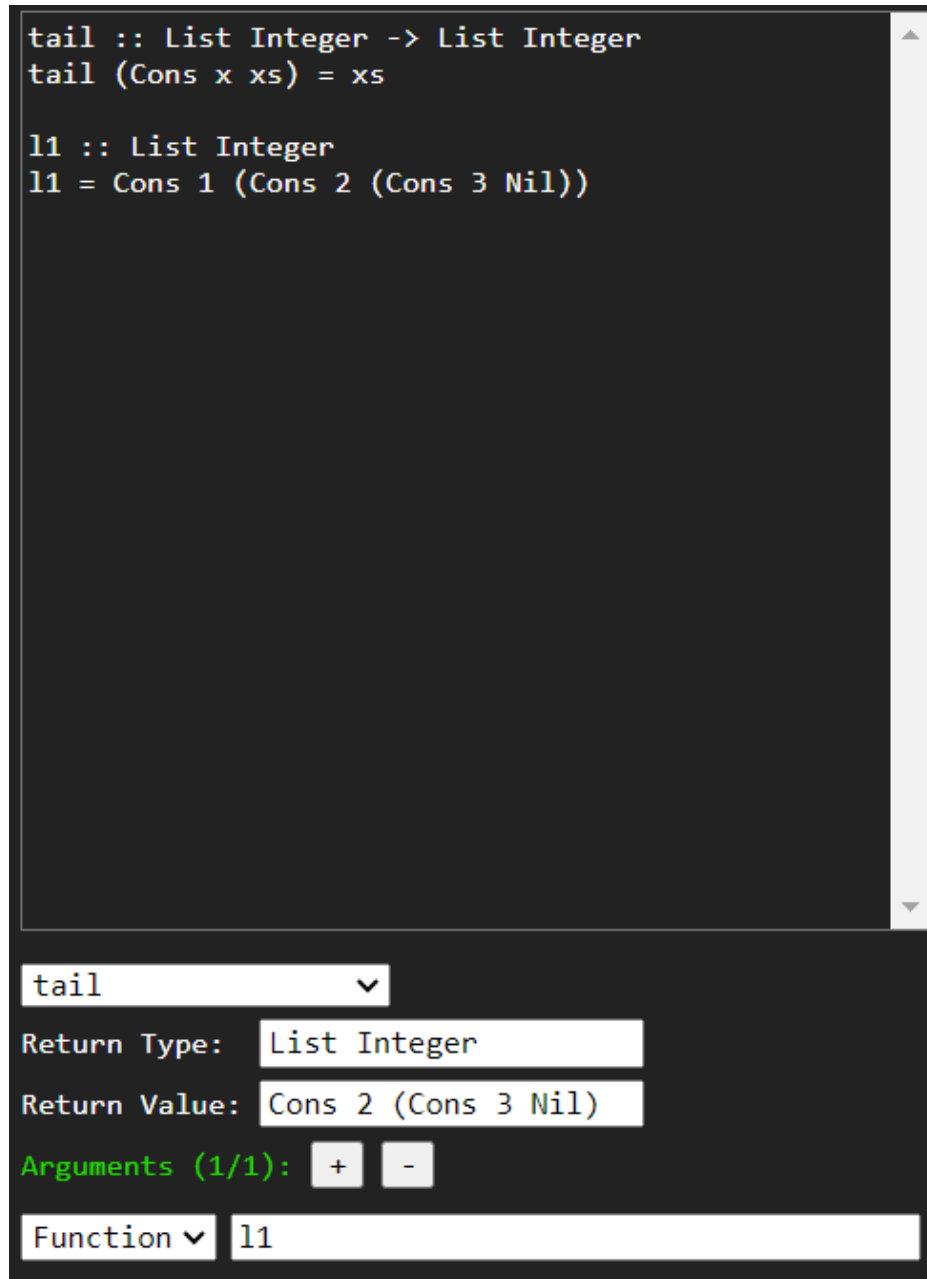 tail :: List Integer -> List Integer
tail (Cons x xs) = xs
l1 :: List Integer
l1 = Cons 1 (Cons 2 (Cons 3 Nil))
tail
Return Type: List Integer
Return Value: Cons 2 (Cons 3 Nil)
Arguments (1/1): + -
Function l1